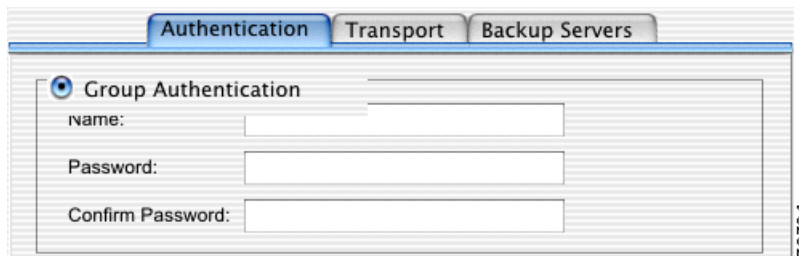 Authentication Transport Backup Servers
Group Authentication
Name:
Password:
Confirm Password: